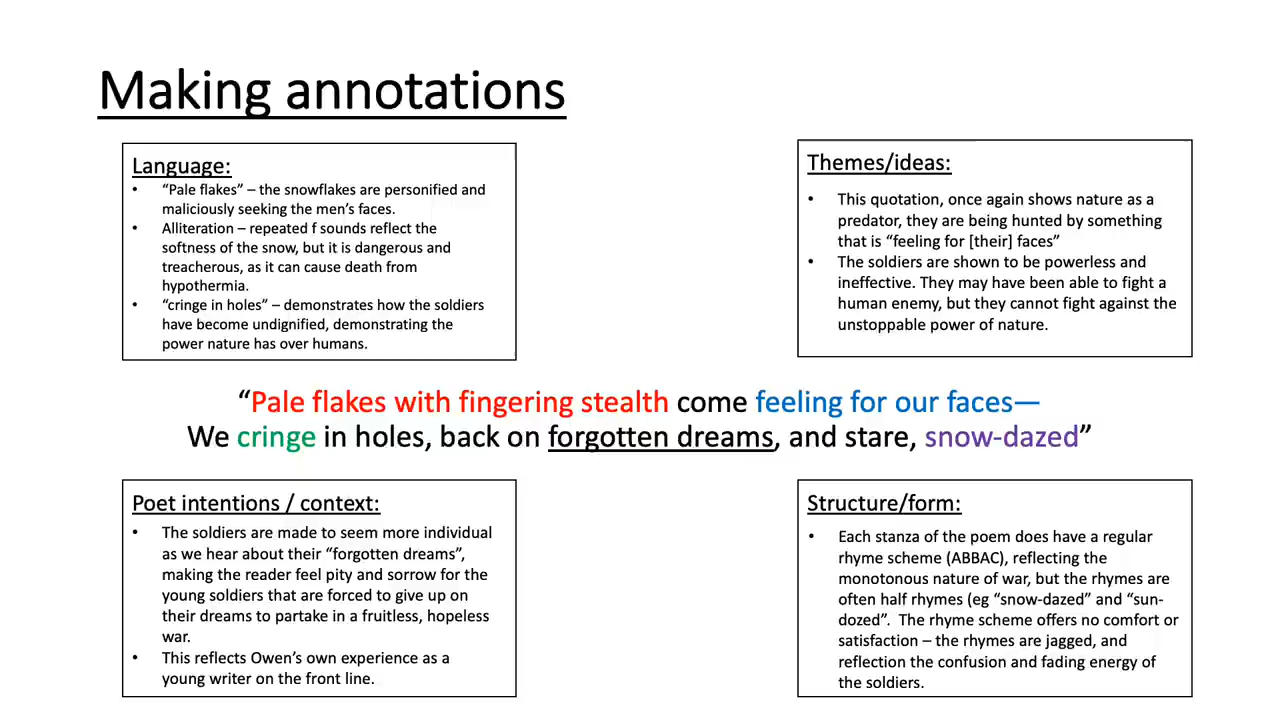 Making annotations
Language:
• “Pale flakes” – the snowflakes are personified and
maliciously seeking the men’s faces.
• Alliteration – repeated f sounds reflect the
softness of the snow, but it is dangerous and
treacherous, as it can cause death from
hypothermia.
• “cringe in holes” – demonstrates how the soldiers
have become undignified, demonstrating the
power nature has over humans.
Themes/ideas:
• This quotation, once again shows nature as a
predator, they are being hunted by something
that is “feeling for [their] faces”
• The soldiers are shown to be powerless and
ineffective. They may have been able to fight a
human enemy, but they cannot fight against the
unstoppable power of nature.
“Pale flakes with fingering stealth come feeling for our faces—
We cringe in holes, back on forgotten dreams, and stare, snow-dazed”
Poet intentions / context:
• The soldiers are made to seem more individual
as we hear about their “forgotten dreams”,
making the reader feel pity and sorrow for the
young soldiers that are forced to give up on
their dreams to partake in a fruitless, hopeless
war.
• This reflects Owen’s own experience as a
young writer on the front line.
Structure/form:
• Each stanza of the poem does have a regular
rhyme scheme (ABBAC), reflecting the
monotonous nature of war, but the rhymes are
often half rhymes (eg “snow-dazed” and “sun-
dozed”.  The rhyme scheme offers no comfort or
satisfaction – the rhymes are jagged, and
reflection the confusion and fading energy of
the soldiers.